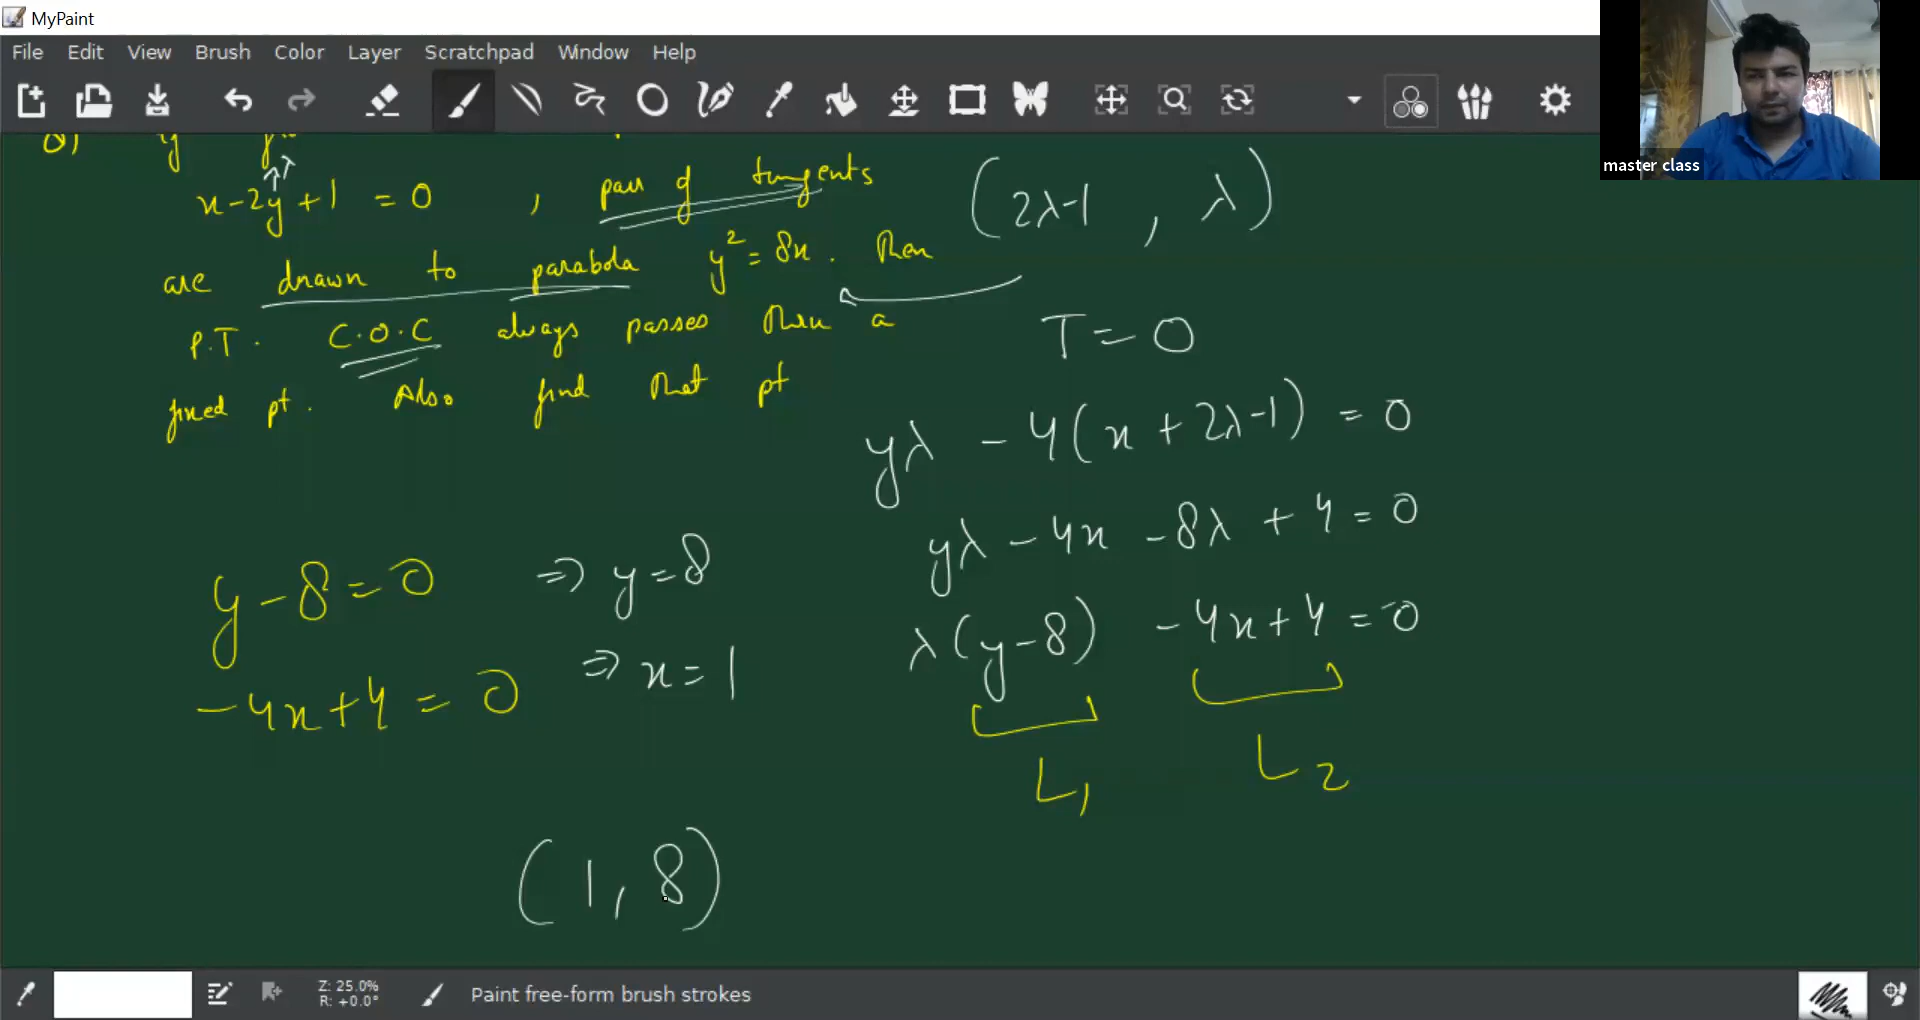 MyPaint
File Edit View Brush Color Layer Scratchpad Window Help
master class
x-2y+1 = 0 , pair of tangents
are drawn to parabola y² = 8x. Then
P.T. C.O.C always passes thru a
fixed pt. Also find that pt
(2λ-1, λ)
T = 0
yλ - 4(x + 2λ-1) = 0
yλ - 4x - 8λ + 4 = 0
λ(y-8) - 4x + 4 = 0
L₁ L₂
y - 8 = 0 ⇒ y = 8
-4x + 4 = 0 ⇒ x = 1
(1, 8)
Z: 25.0%
R: +0.0°
Paint free-form brush strokes